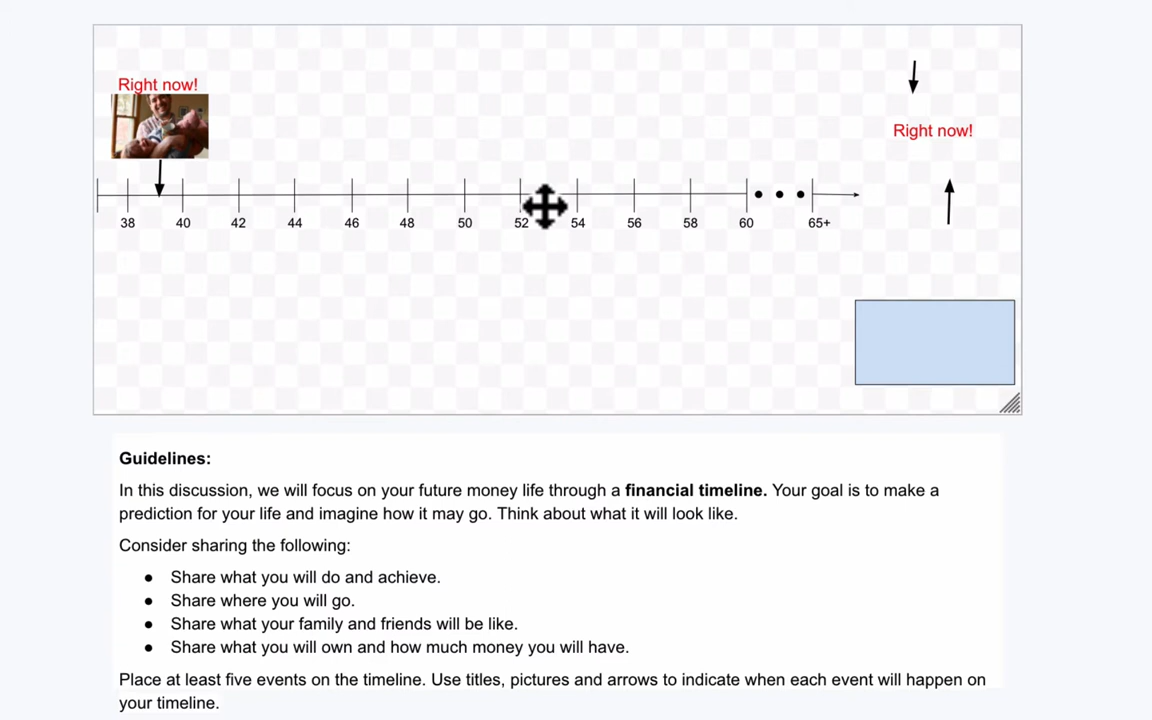 Right now!
Right now!
38 40 42 44 46 48 50 52 54 56 58 60 65+
Guidelines:
In this discussion, we will focus on your future money life through a financial timeline. Your goal is to make a
prediction for your life and imagine how it may go. Think about what it will look like.
Consider sharing the following:
● Share what you will do and achieve.
● Share where you will go.
● Share what your family and friends will be like.
● Share what you will own and how much money you will have.
Place at least five events on the timeline. Use titles, pictures and arrows to indicate when each event will happen on
your timeline.